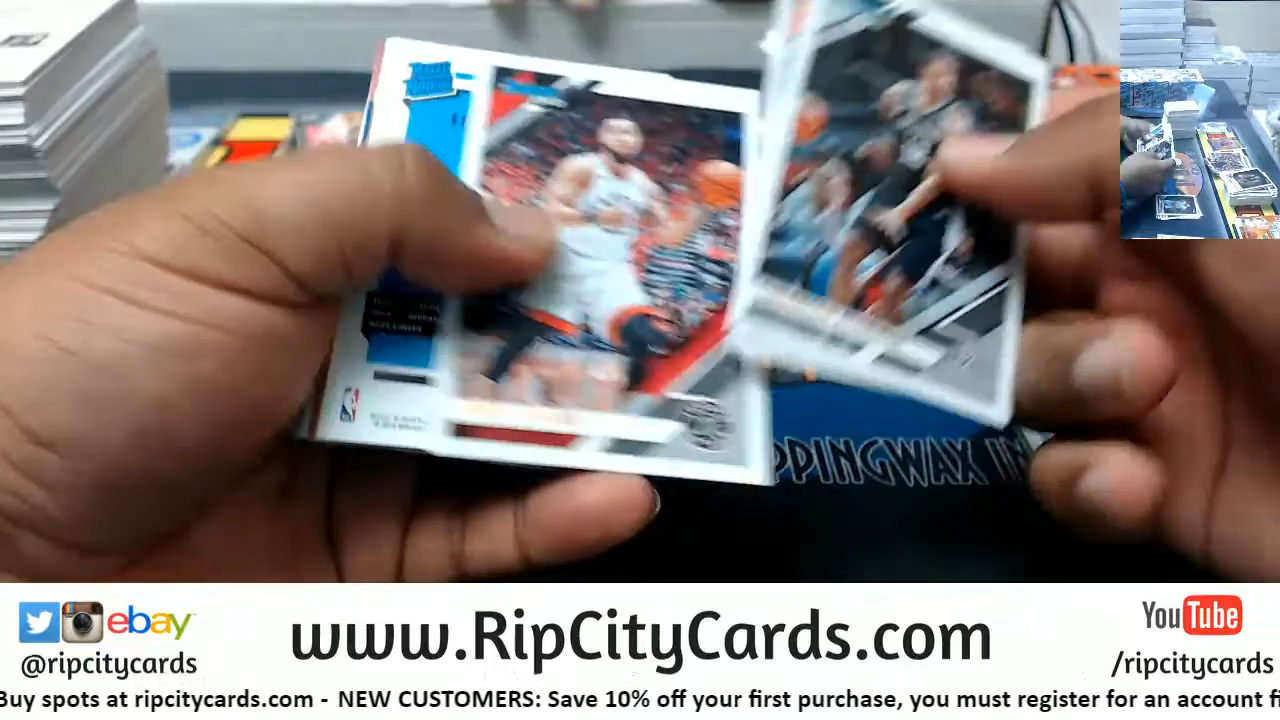 PPINGWAX IN
ebay
@ripcitycards
www.RipCityCards.com
YouTube
/ripcitycards
Buy spots at ripcitycards.com - NEW CUSTOMERS: Save 10% off your first purchase, you must register for an account fi